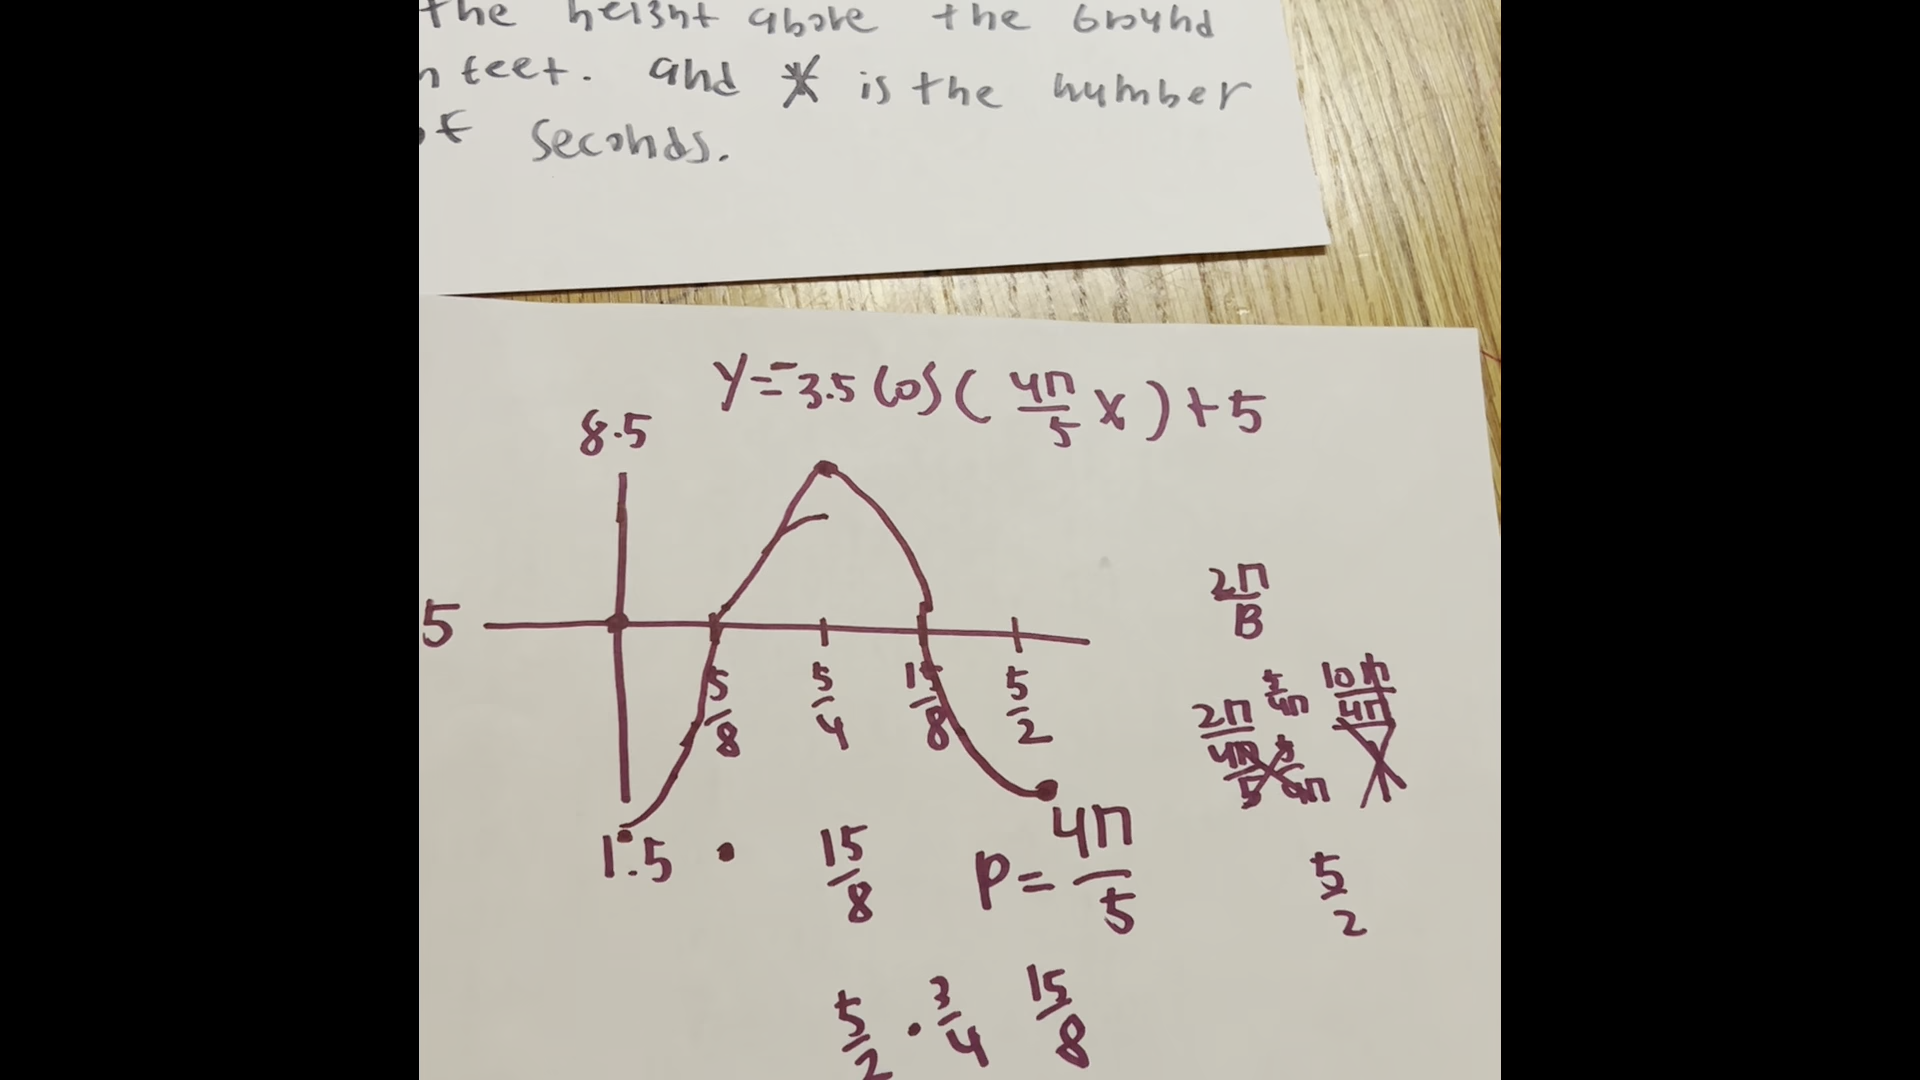 the height above the Ground
n feet. and X is the number
of seconds.
y=-3.5 cos( 4π/5 x ) + 5
8.5
5
5/8 5/4 15/8 5/2
1.5
2π/B
2π 5/4π
15/8
P= 4π/5
5/2
5/2 · 3/4 15/8